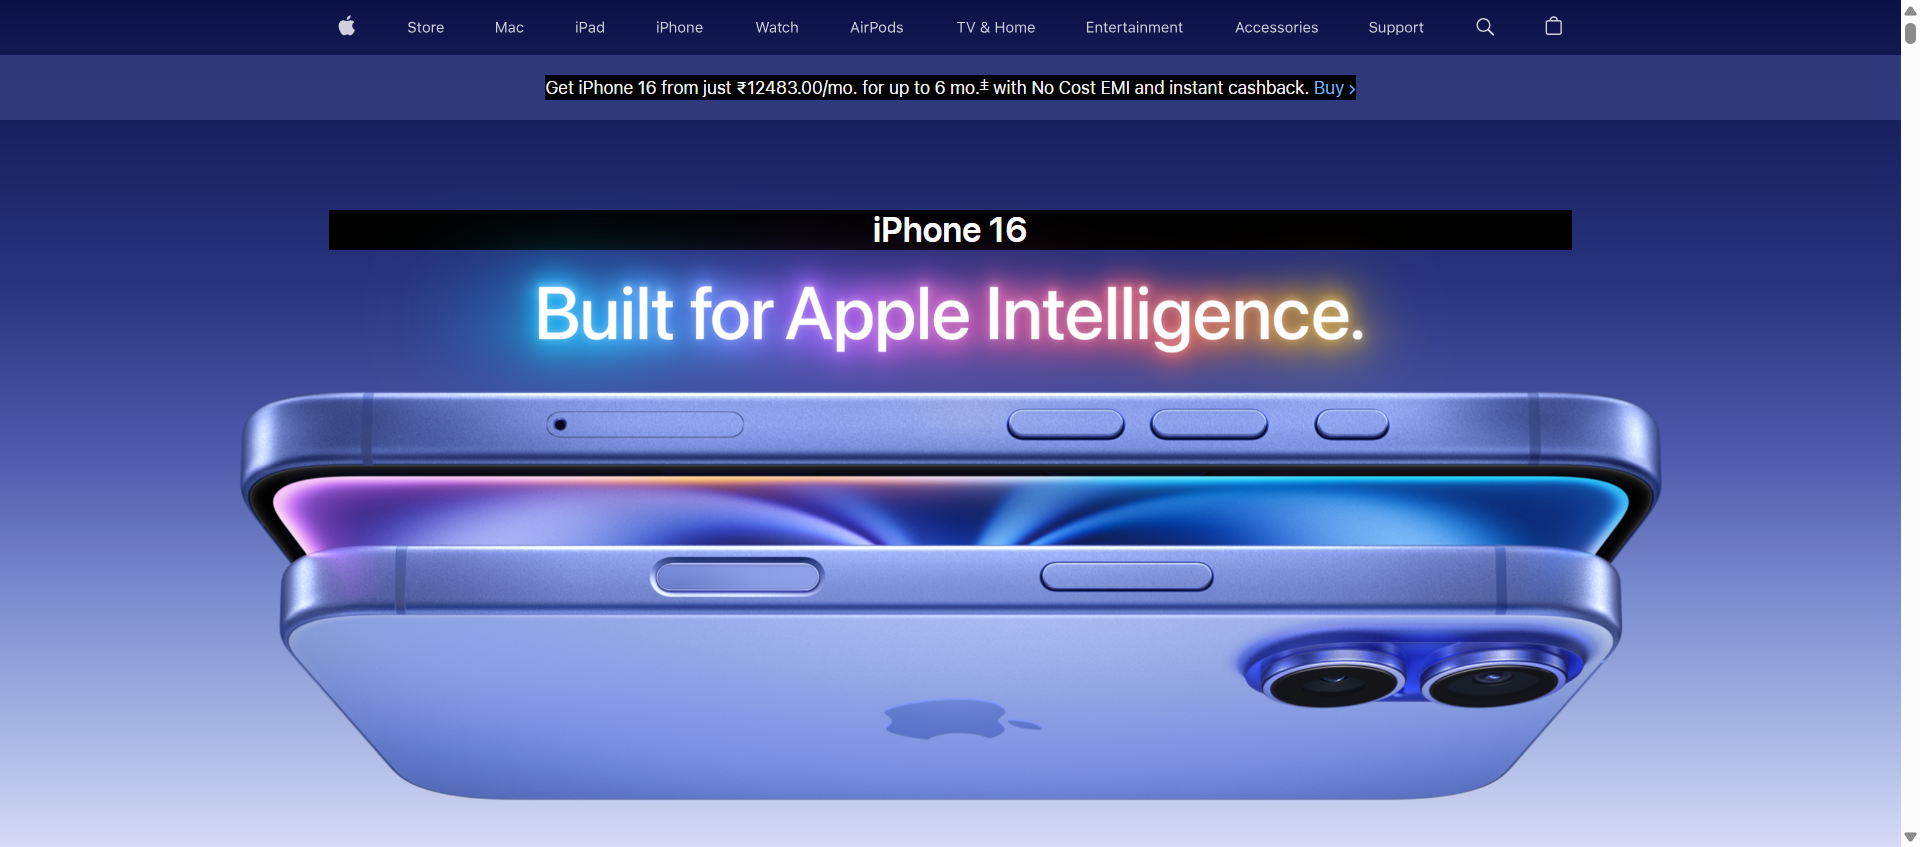 Store Mac iPad iPhone Watch AirPods TV & Home Entertainment Accessories Support
Get iPhone 16 from just ₹12483.00/mo. for up to 6 mo.‡ with No Cost EMI and instant cashback. Buy ›
iPhone 16
Built for Apple Intelligence.